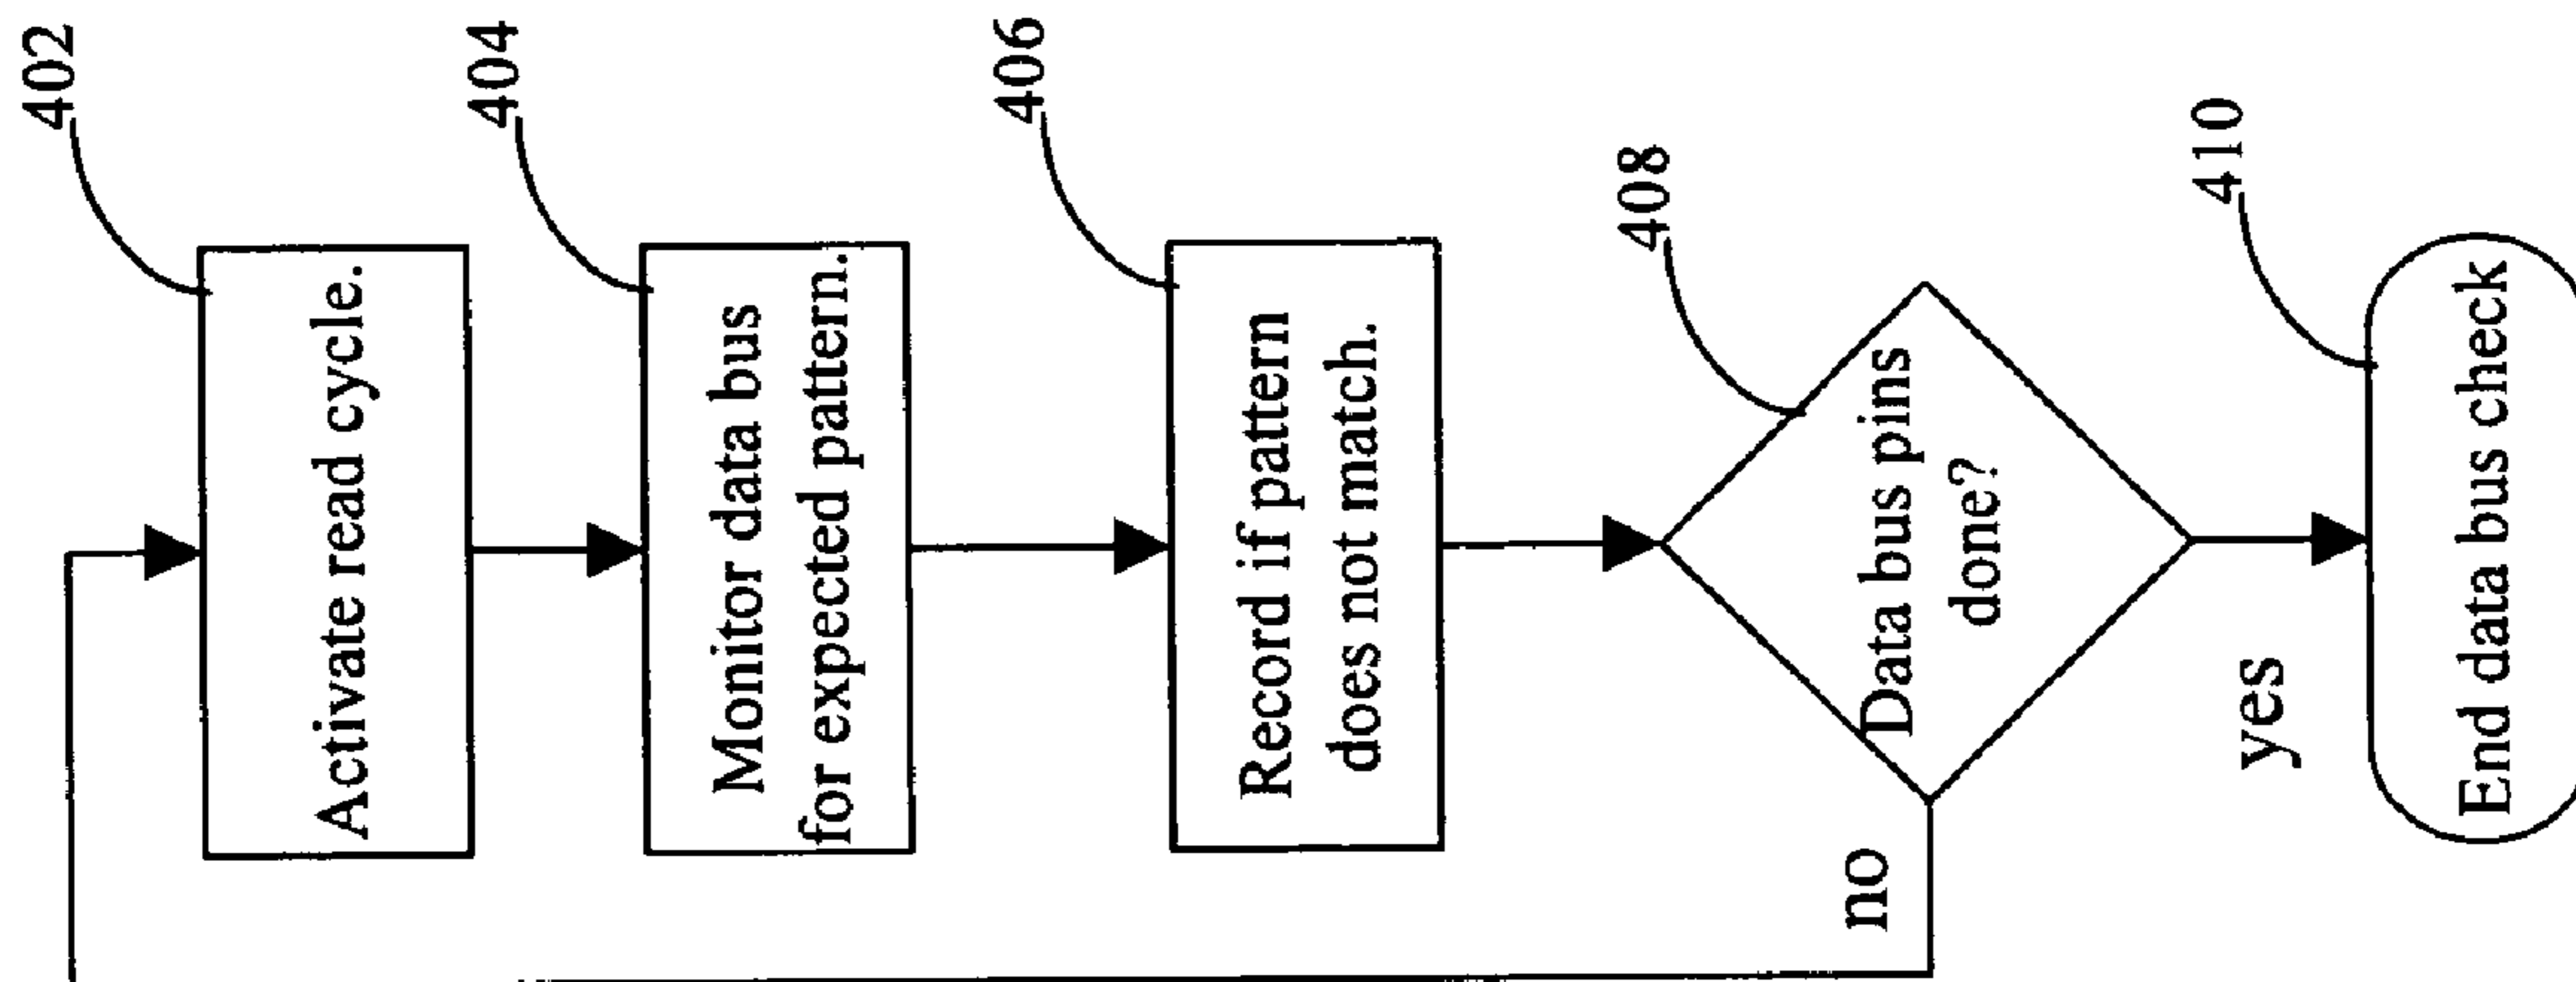 402
Activate read cycle.
404
Monitor data bus
for expected pattern.
406
Record if pattern
does not match.
408
Data bus pins
done?
no
yes
410
End data bus check